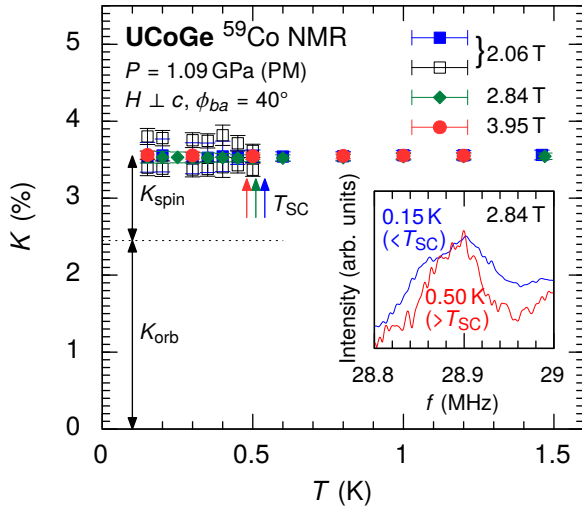 UCoGe ⁵⁹Co NMR
P = 1.09 GPa (PM)
H ⊥ c, ϕba = 40°
2.06 T
2.84 T
3.95 T
5
4
3
2
1
0
K (%)
Kspin
TSC
Korb
2.84 T
0.15 K
(<TSC)
0.50 K
(>TSC)
Intensity (arb. units)
28.8
28.9
29
f (MHz)
0
0.5
1
1.5
T (K)